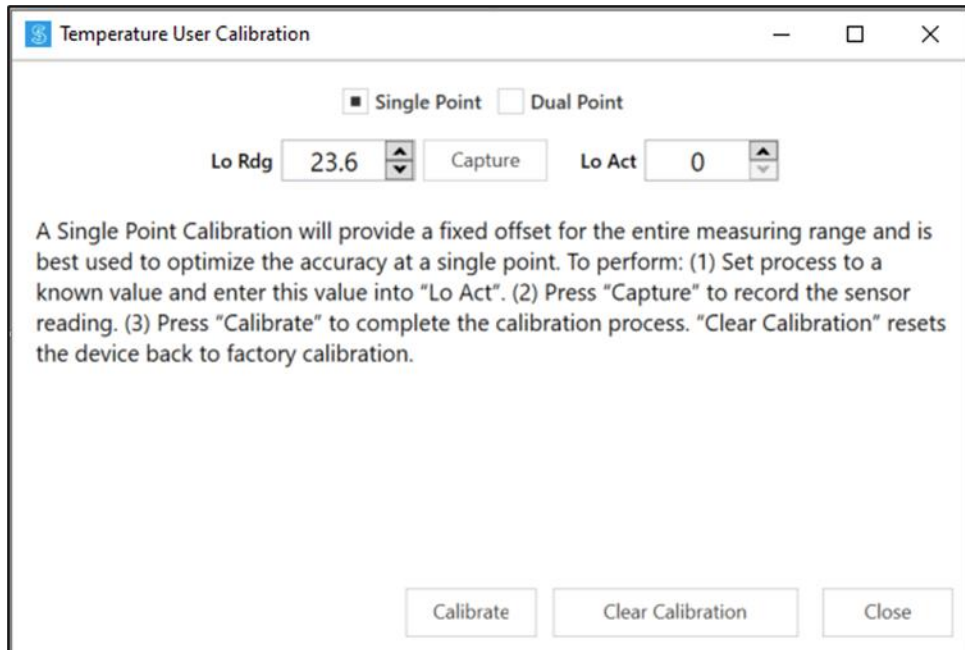 Temperature User Calibration
Single Point Dual Point
Lo Rdg 23.6 Capture Lo Act 0
A Single Point Calibration will provide a fixed offset for the entire measuring range and is
best used to optimize the accuracy at a single point. To perform: (1) Set process to a
known value and enter this value into “Lo Act”. (2) Press “Capture” to record the sensor
reading. (3) Press “Calibrate” to complete the calibration process. “Clear Calibration” resets
the device back to factory calibration.
Calibrate Clear Calibration Close